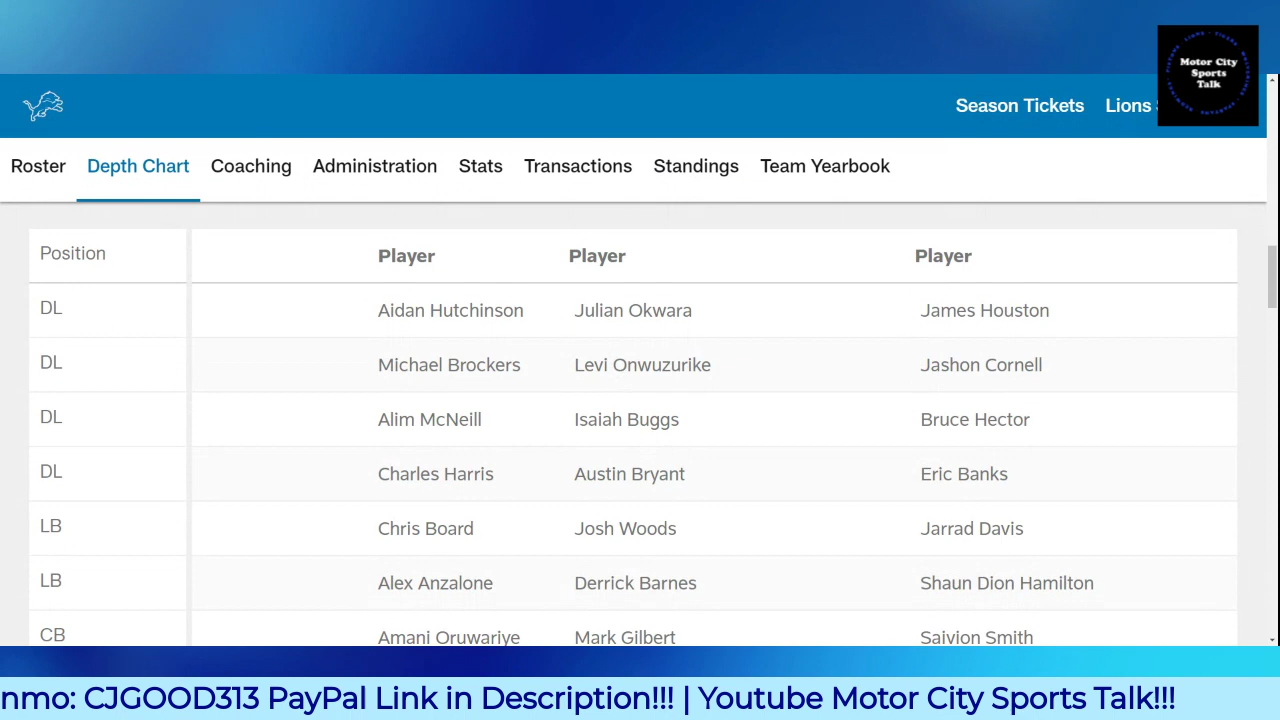 Motor City
Sports
Talk
Season Tickets Lions
Roster Depth Chart Coaching Administration Stats Transactions Standings Team Yearbook
Position Player Player Player
DL Aidan Hutchinson Julian Okwara James Houston
DL Michael Brockers Levi Onwuzurike Jashon Cornell
DL Alim McNeill Isaiah Buggs Bruce Hector
DL Charles Harris Austin Bryant Eric Banks
LB Chris Board Josh Woods Jarrad Davis
LB Alex Anzalone Derrick Barnes Shaun Dion Hamilton
CB Amani Oruwariye Mark Gilbert Saivion Smith
nmo: CJGOOD313 PayPal Link in Description!!! | Youtube Motor City Sports Talk!!!